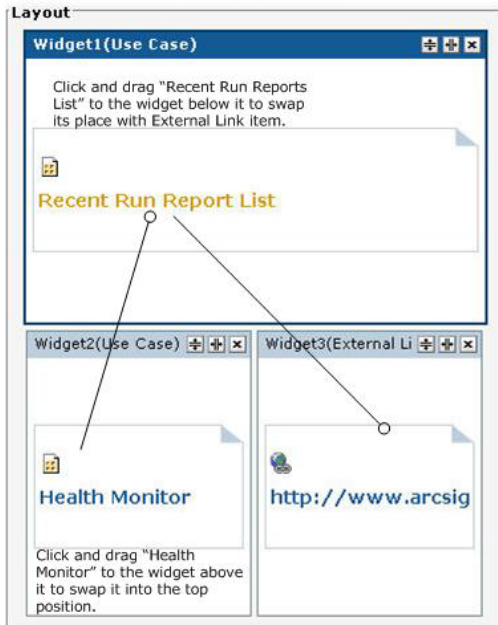 Layout
Widget1(Use Case)
Click and drag “Recent Run Reports
List” to the widget below it to swap
its place with External Link item.
Recent Run Report List
Widget2(Use Case)
Widget3(External Li
Health Monitor
http://www.arcsig
Click and drag “Health
Monitor” to the widget above
it to swap it into the top
position.